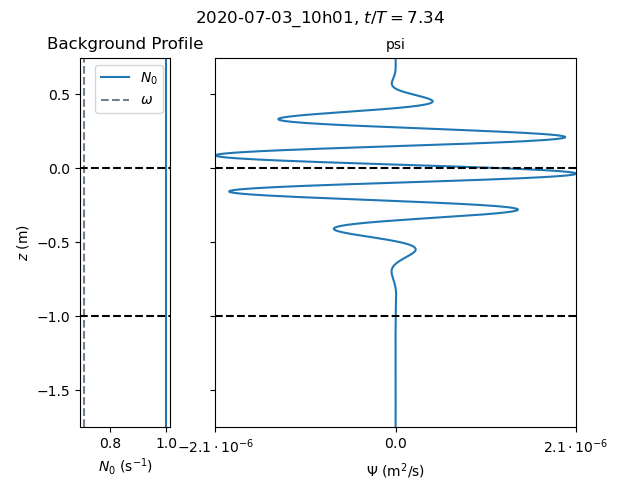 2020-07-03_10h01, t/T = 7.34
Background Profile
psi
N₀
ω
0.5
0.0
−0.5
−1.0
−1.5
z (m)
0.8
1.0
−2.1 · 10⁻⁶
0.0
2.1 · 10⁻⁶
N₀ (s⁻¹)
Ψ (m²/s)